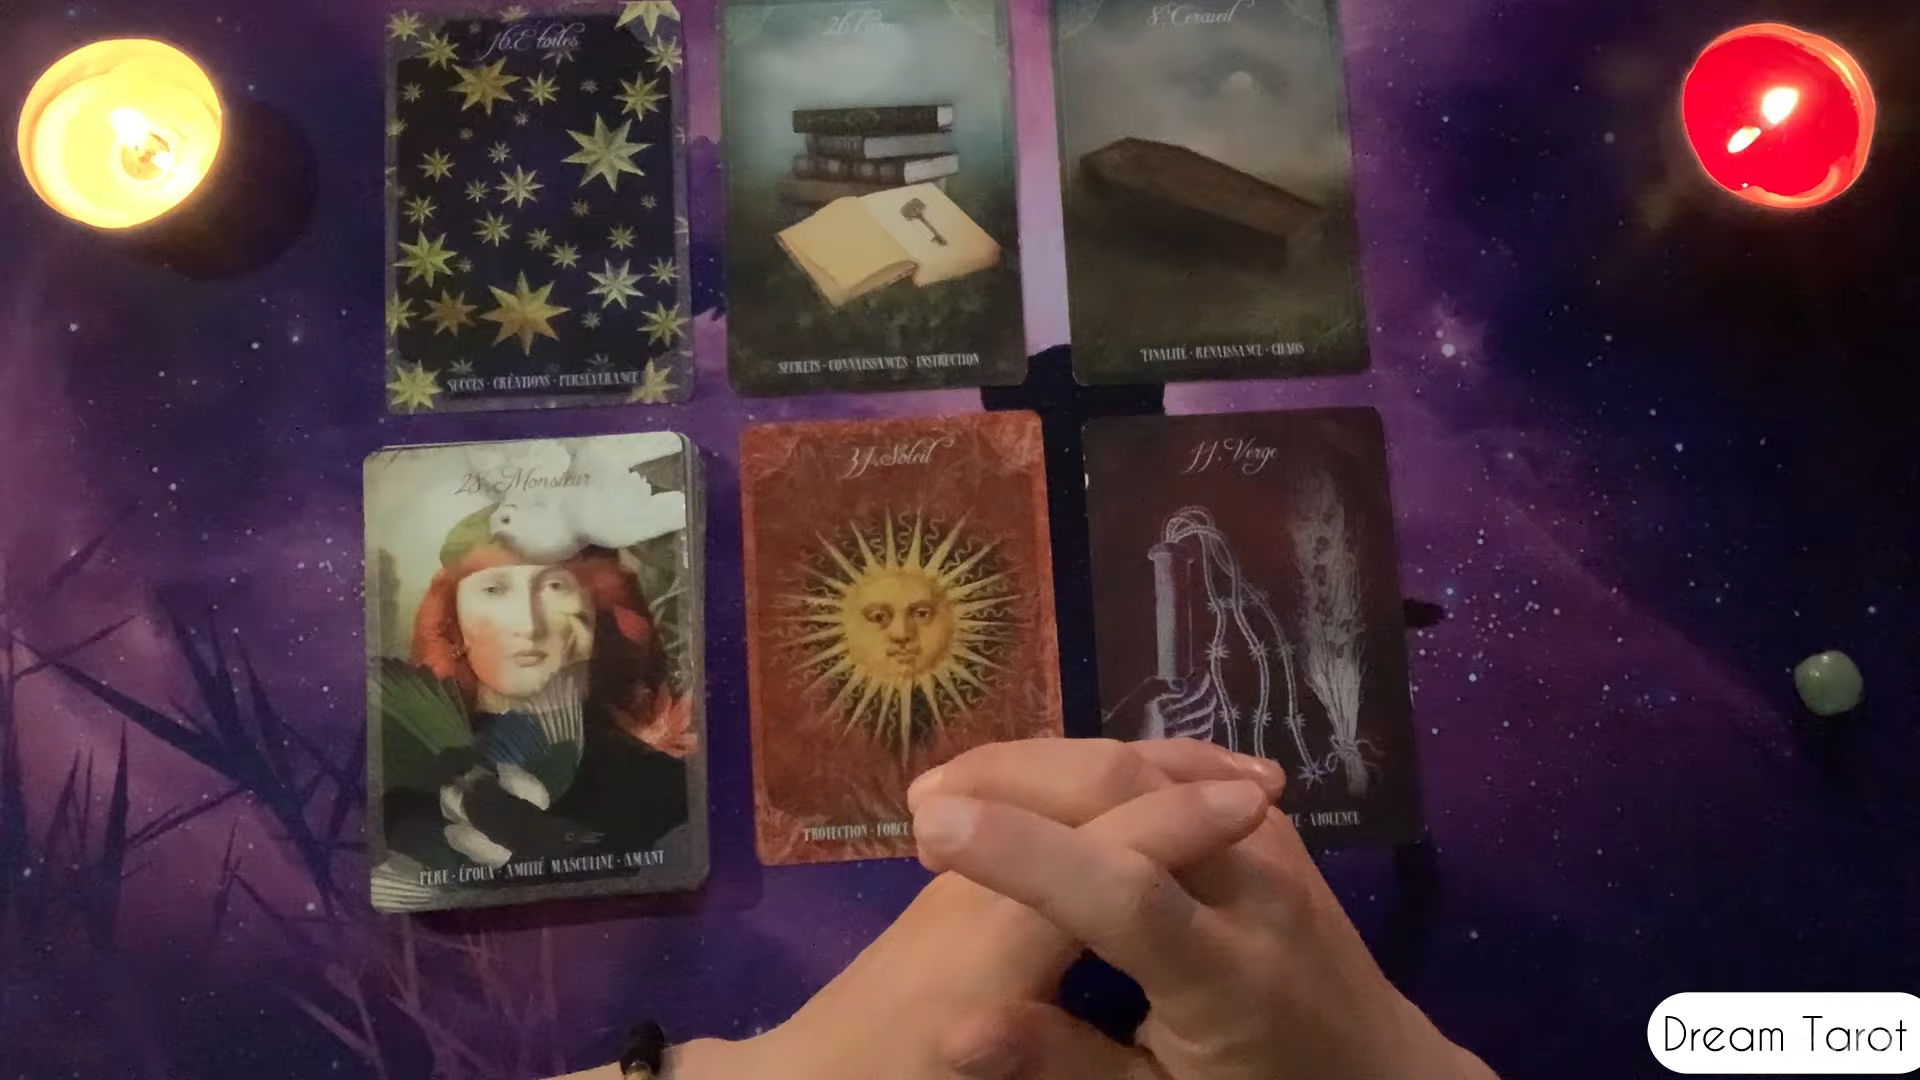 16. Étoiles
SUCCÈS · CRÉATIONS · PERSÉVÉRANCE
26. Livre
SECRETS · CONNAISSANCES · INSTRUCTION
8. Cercueil
FINALITÉ · RENAISSANCE · CHAOS
28. Monsieur
PÈRE · ÉPOUX · AMITIÉ MASCULINE · AMANT
31. Soleil
PROTECTION · FORCE
11. Verge
· VIOLENCE
Dream Tarot